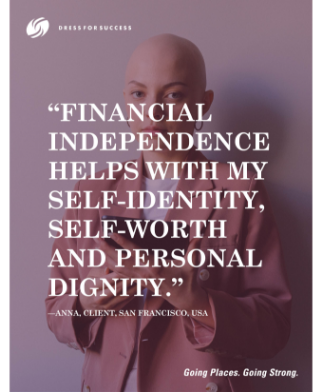 DRESS FOR SUCCESS
“FINANCIAL
INDEPENDENCE
HELPS WITH MY
SELF-IDENTITY,
SELF-WORTH
AND PERSONAL
DIGNITY.”
—ANNA, CLIENT, SAN FRANCISCO, USA
Going Places. Going Strong.